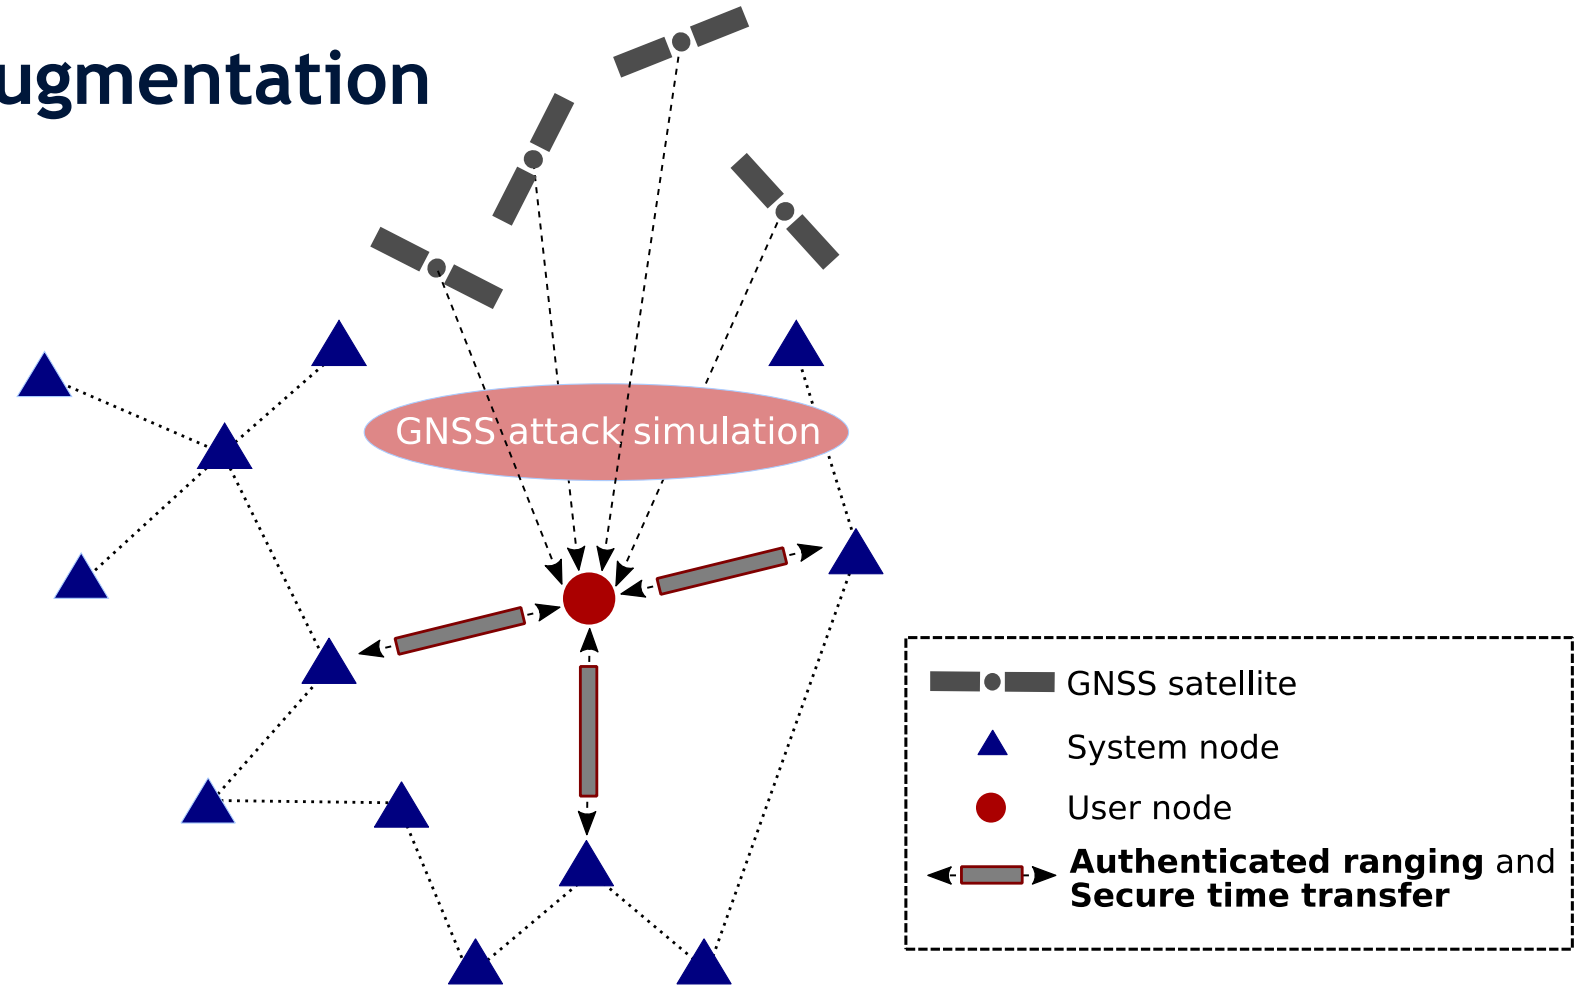 ugmentation
GNSS attack simulation
GNSS satellite
System node
User node
Authenticated ranging and
Secure time transfer